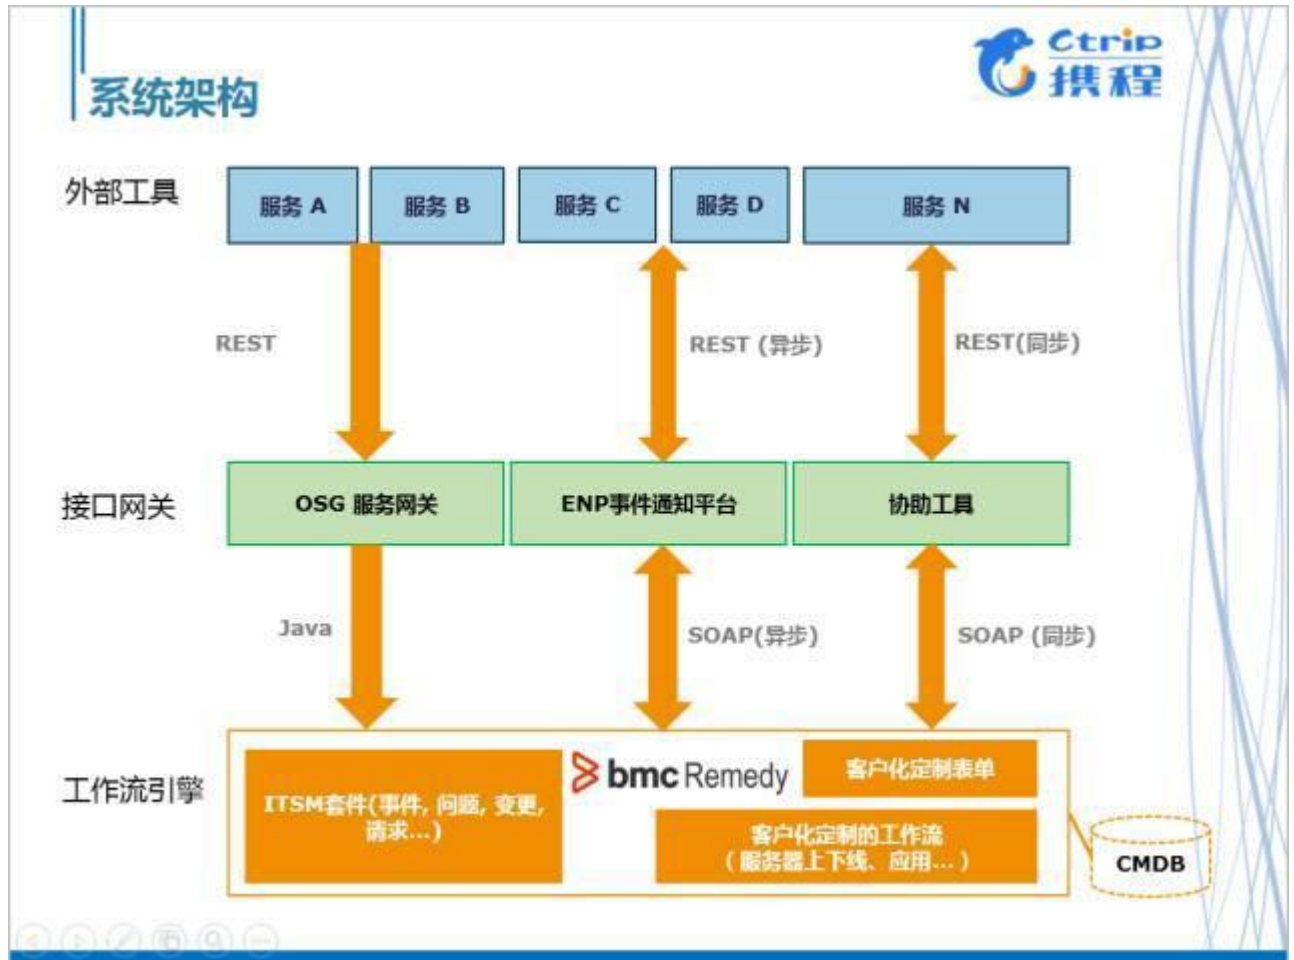 Ctrip
携程
系统架构
外部工具
服务 A
服务 B
服务 C
服务 D
服务 N
REST
REST (异步)
REST(同步)
接口网关
OSG 服务网关
ENP事件通知平台
协助工具
Java
SOAP(异步)
SOAP (同步)
工作流引擎
ITSM套件(事件, 问题, 变更,
请求...)
bmc Remedy
客户化定制表单
客户化定制的工作流
（服务器上下线、应用... ）
CMDB